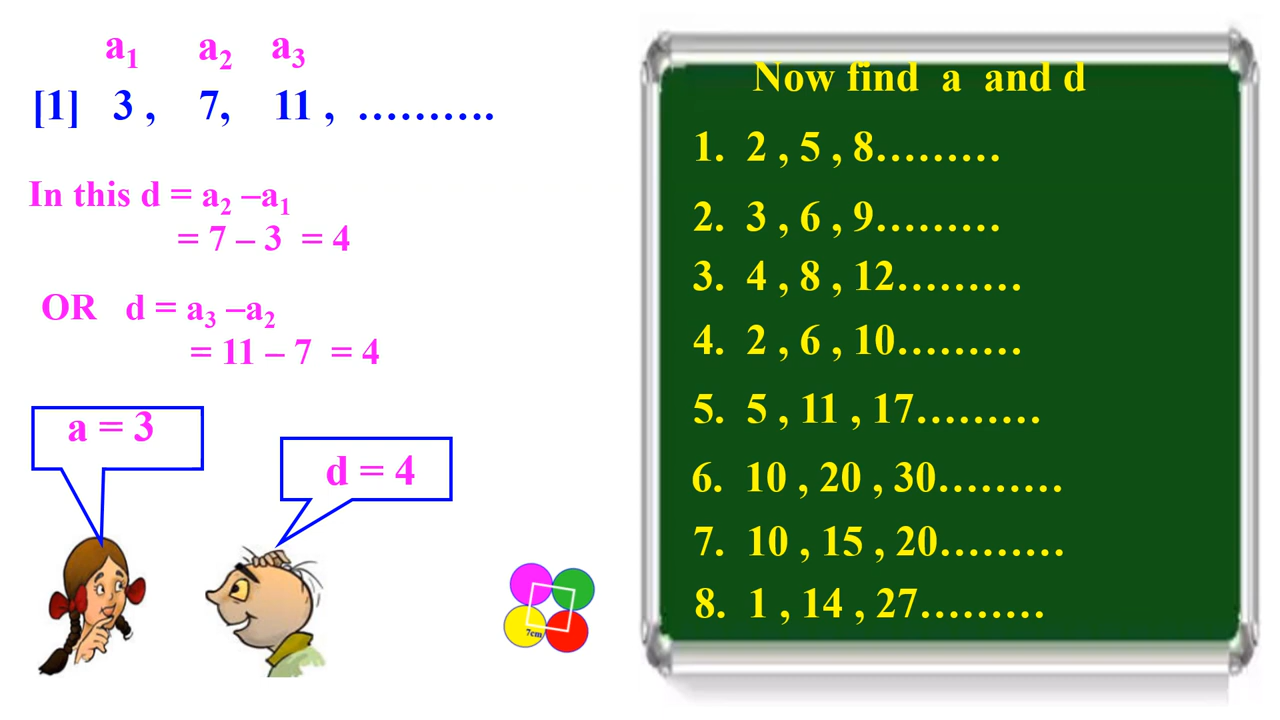 a1 a2 a3
[1] 3 , 7, 11 , ……….
In this d = a2 –a1
= 7 – 3 = 4
OR d = a3 –a2
= 11 – 7 = 4
a = 3
d = 4
7cm
Now find a and d
1. 2 , 5 , 8………
2. 3 , 6 , 9………
3. 4 , 8 , 12………
4. 2 , 6 , 10………
5. 5 , 11 , 17………
6. 10 , 20 , 30………
7. 10 , 15 , 20………
8. 1 , 14 , 27………